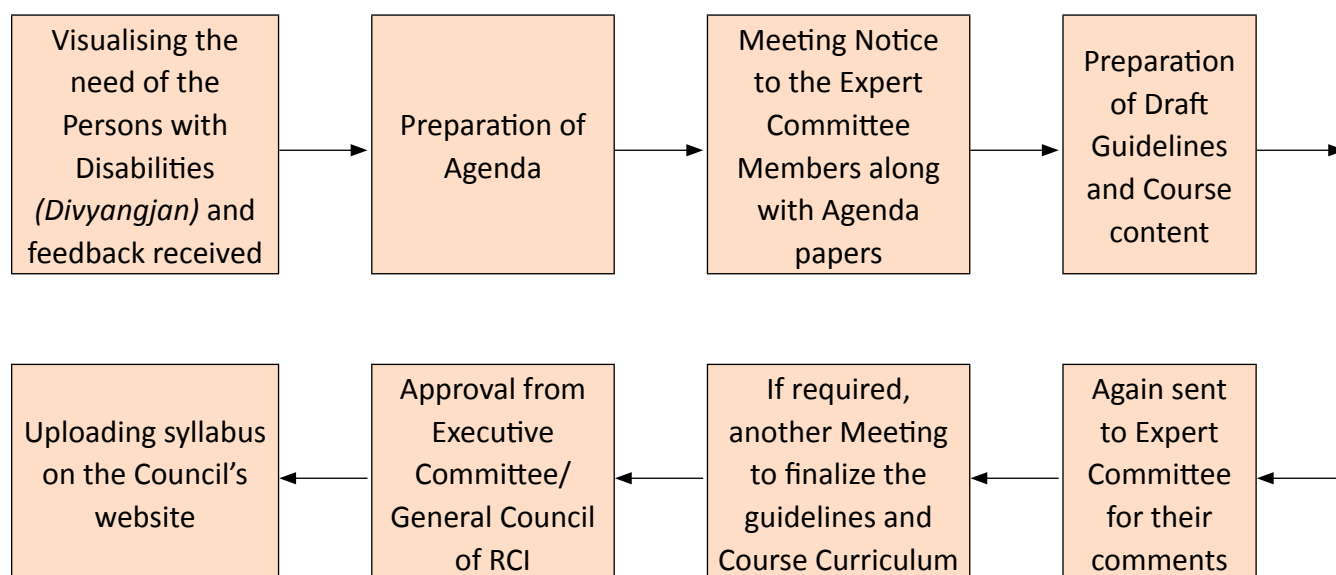 Visualising the
need of the
Persons with
Disabilities
(Divyangjan) and
feedback received
Preparation of
Agenda
Meeting Notice
to the Expert
Committee
Members along
with Agenda
papers
Preparation
of Draft
Guidelines
and Course
content
Again sent
to Expert
Committee
for their
comments
If required,
another Meeting
to finalize the
guidelines and
Course Curriculum
Approval from
Executive
Committee/
General Council
of RCI
Uploading syllabus
on the Council's
website